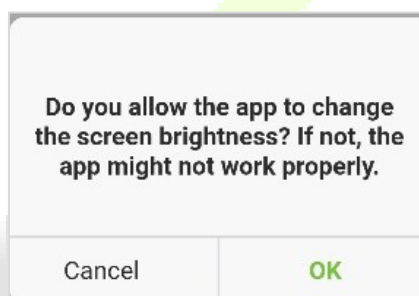 Do you allow the app to change
the screen brightness? If not, the
app might not work properly.
Cancel
OK